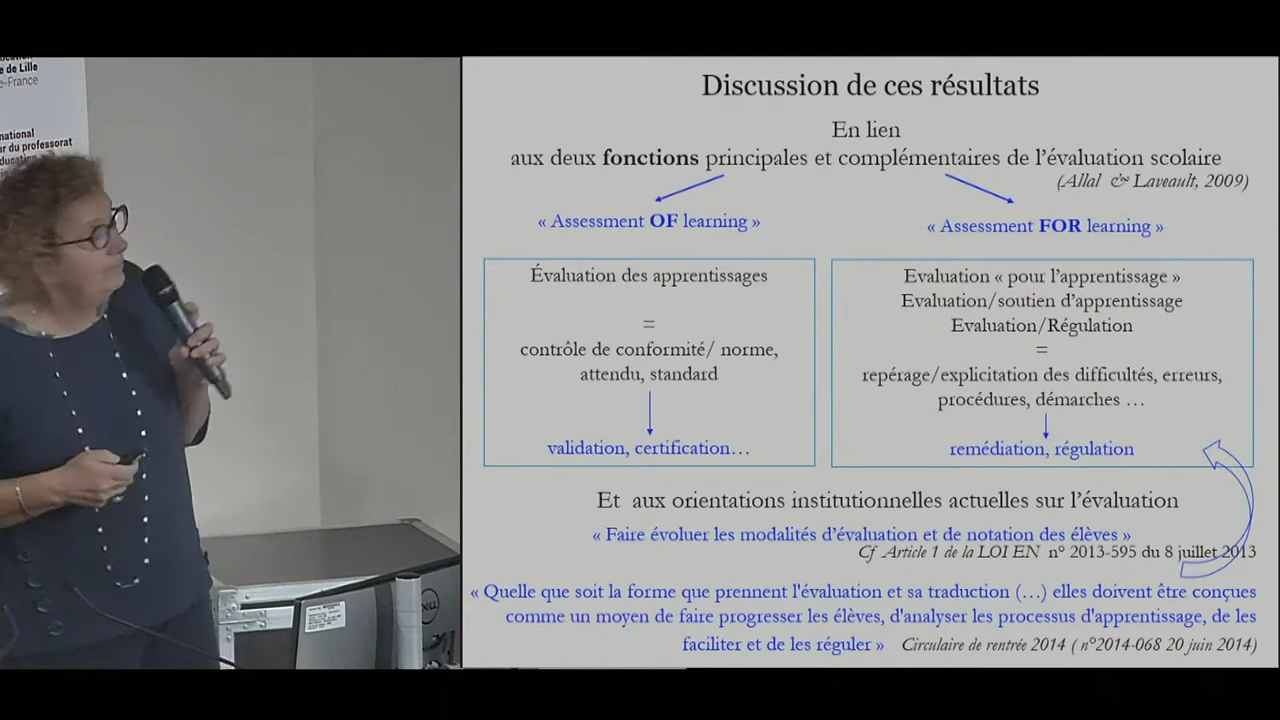 de Lille
-France
national
ur du professorat
Discussion de ces résultats
En lien
aux deux fonctions principales et complémentaires de l'évaluation scolaire
(Allal & Laveault, 2009)
« Assessment OF learning »
« Assessment FOR learning »
Évaluation des apprentissages
=
contrôle de conformité/ norme,
attendu, standard
validation, certification…
Evaluation « pour l'apprentissage »
Evaluation/soutien d'apprentissage
Evaluation/Régulation
=
repérage/explicitation des difficultés, erreurs,
procédures, démarches …
remédiation, régulation
Et aux orientations institutionnelles actuelles sur l'évaluation
« Faire évoluer les modalités d'évaluation et de notation des élèves »
Cf Article 1 de la LOI EN n° 2013-595 du 8 juillet 2013
« Quelle que soit la forme que prennent l'évaluation et sa traduction (…) elles doivent être conçues
comme un moyen de faire progresser les élèves, d'analyser les processus d'apprentissage, de les
faciliter et de les réguler » Circulaire de rentrée 2014 ( n°2014-068 20 juin 2014)
DELL